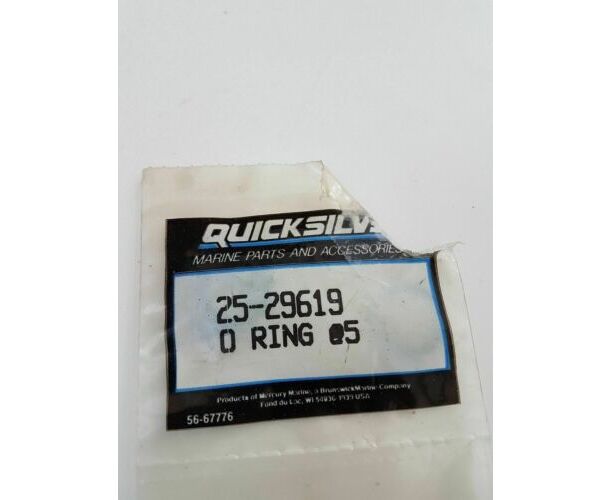 QUICKSILV
MARINE PARTS AND ACCESSORIES
25-29619
O RING @5
Products of Mercury Marine, a Brunswick Marine Company
Fond du Lac, WI 54936-1939 USA
56-67776